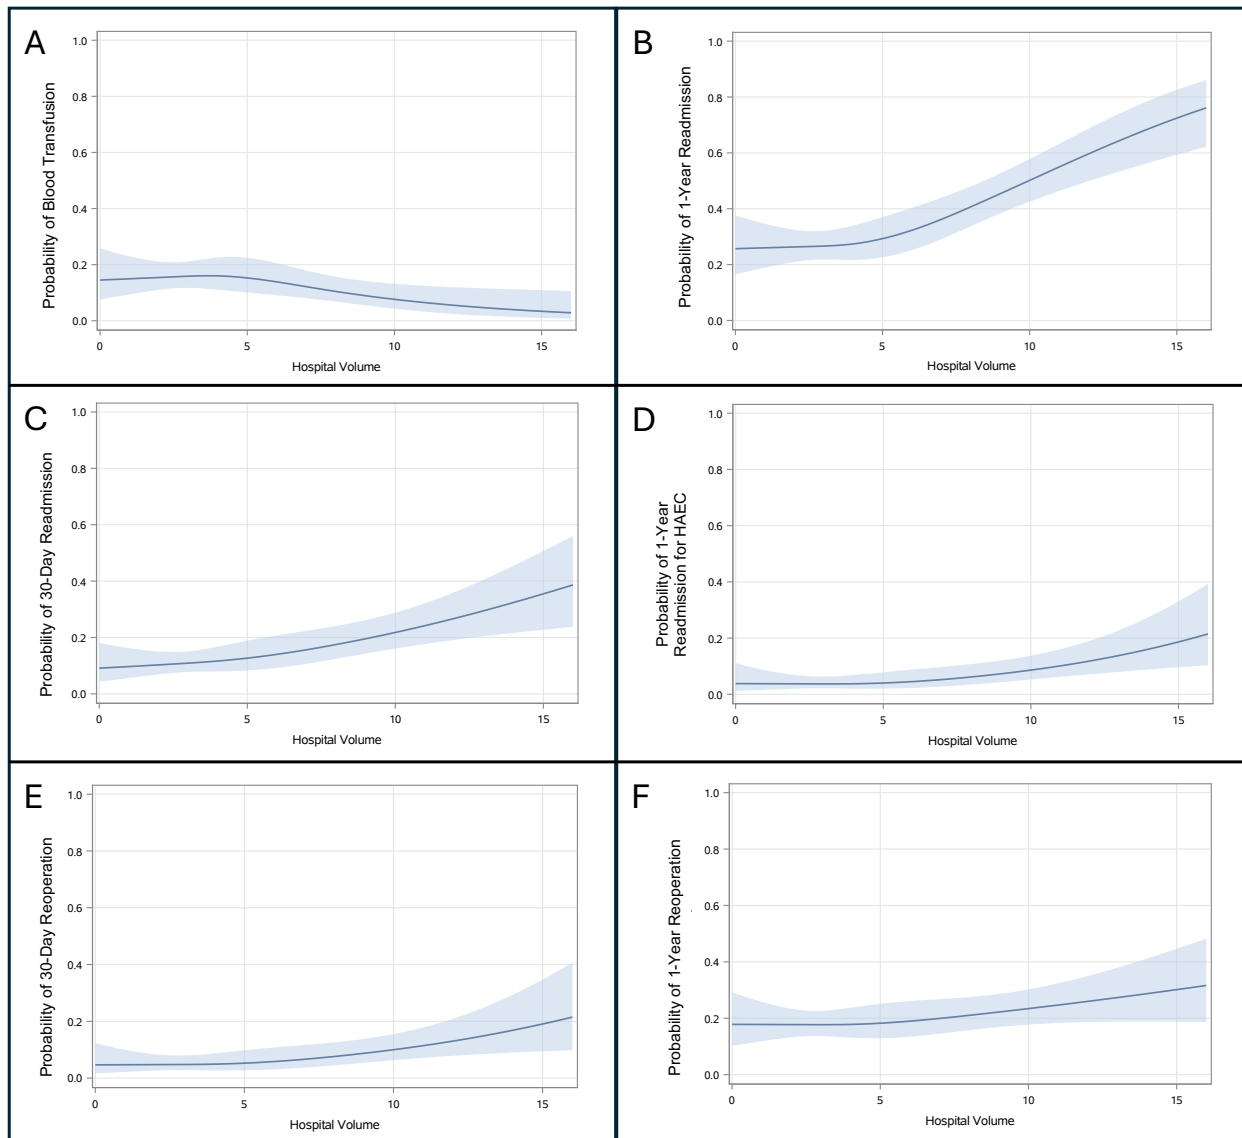 A
Probability of Blood Transfusion
1.0
0.8
0.6
0.4
0.2
0.0
0 5 10 15
Hospital Volume
B
Probability of 1-Year Readmission
1.0
0.8
0.6
0.4
0.2
0.0
0 5 10 15
Hospital Volume
C
Probability of 30-Day Readmission
1.0
0.8
0.6
0.4
0.2
0.0
0 5 10 15
Hospital Volume
D
Probability of 1-Year
Readmission for HAEC
1.0
0.8
0.6
0.4
0.2
0.0
0 5 10 15
Hospital Volume
E
Probability of 30-Day Reoperation
1.0
0.8
0.6
0.4
0.2
0.0
0 5 10 15
Hospital Volume
F
Probability of 1-Year Reoperation
1.0
0.8
0.6
0.4
0.2
0.0
0 5 10 15
Hospital Volume